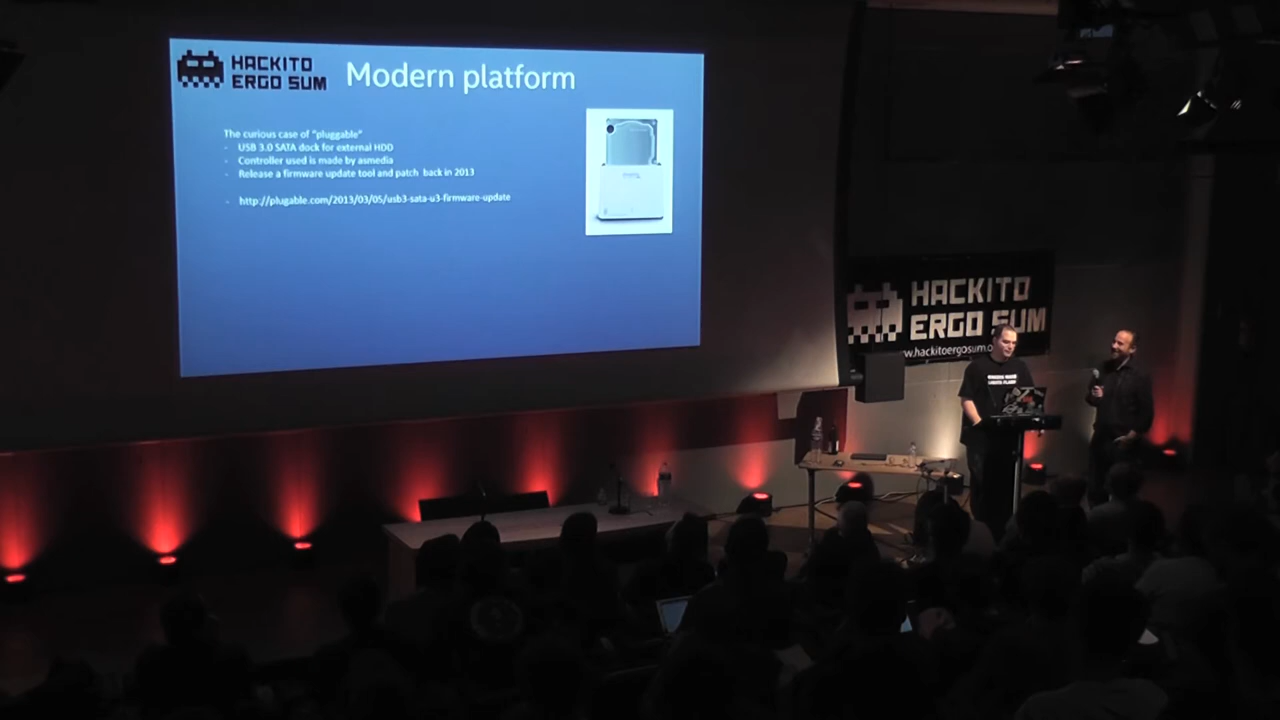 HACKITO
ERGO SUM
Modern platform
The curious case of "pluggable"
- USB 3.0 SATA dock for external HDD
- Controller used is made by asmedia
- Release a firmware update tool and patch back in 2013
- http://plugable.com/2013/03/05/usb3-sata-u3-firmware-update
HACKITO
ERGO SUM
www.hackitoergosum.o